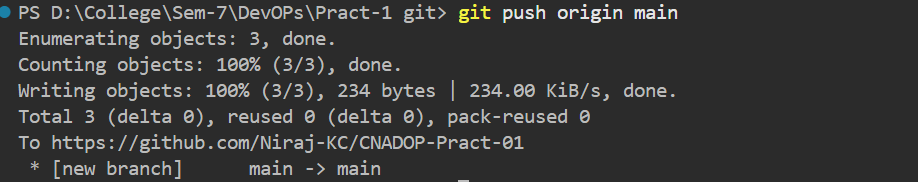 PS D:\College\Sem-7\DevOPs\Pract-1 git> git push origin main
Enumerating objects: 3, done.
Counting objects: 100% (3/3), done.
Writing objects: 100% (3/3), 234 bytes | 234.00 KiB/s, done.
Total 3 (delta 0), reused 0 (delta 0), pack-reused 0
To https://github.com/Niraj-KC/CNADOP-Pract-01
 * [new branch]      main -> main